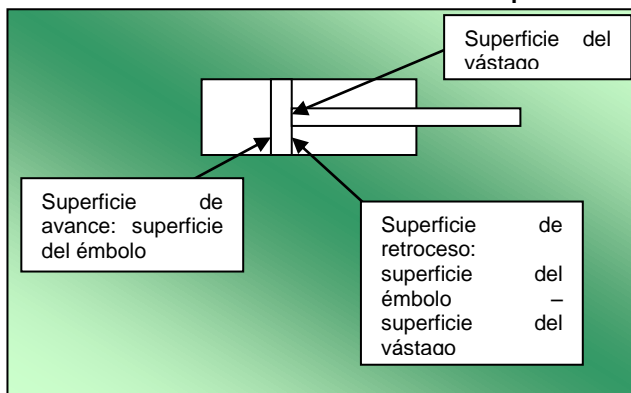 Superficie del
vástago
Superficie de
avance: superficie
del émbolo
Superficie de
retroceso:
superficie del
émbolo –
superficie del
vástago